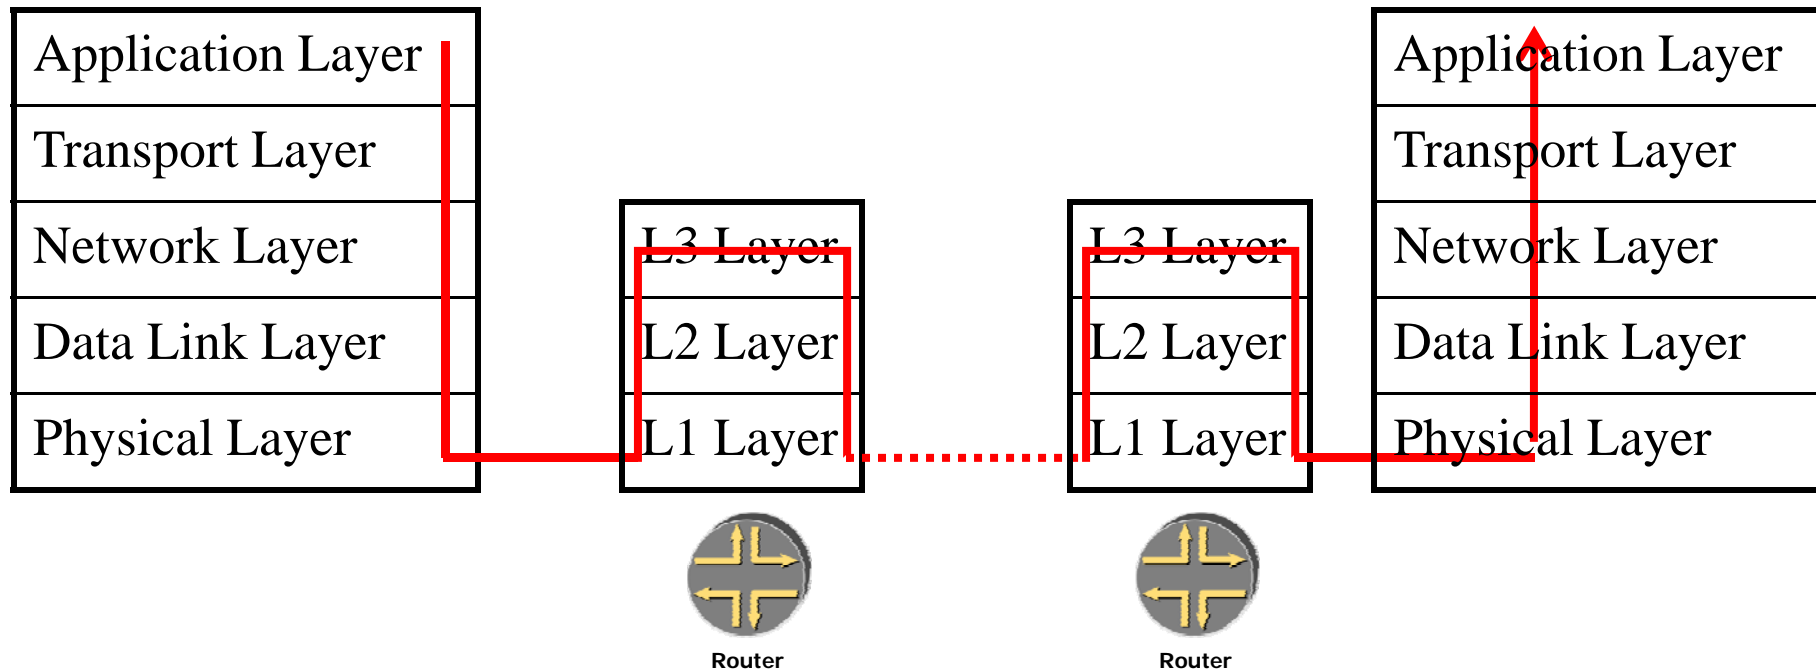 Application Layer
Transport Layer
Network Layer
Data Link Layer
Physical Layer
L3 Layer
L2 Layer
L1 Layer
Router
L3 Layer
L2 Layer
L1 Layer
Router
Application Layer
Transport Layer
Network Layer
Data Link Layer
Physical Layer